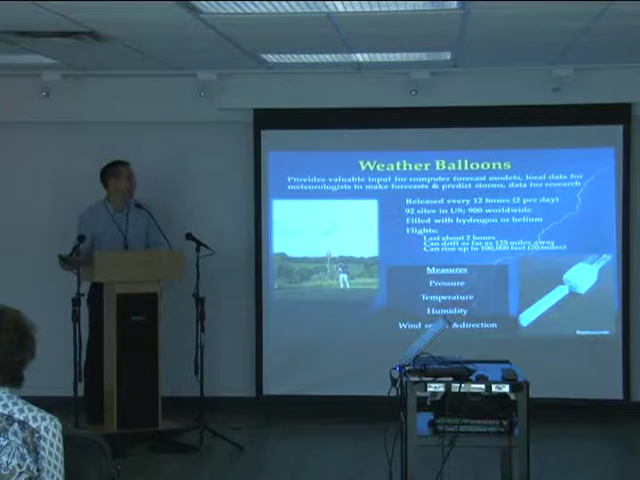 Weather Balloons
Provides valuable input for computer forecast models, local data for
meteorologists to make forecasts & predict storms, data for research
Released every 12 hours (2 per day)
92 sites in US; 900 worldwide
Filled with hydrogen or helium
Flights:
Last about 2 hours
Can drift as far as 125 miles away
Can rise up to 100,000 feet (20 miles)
Measures
Pressure
Temperature
Humidity
Wind & direction
Radiosonde